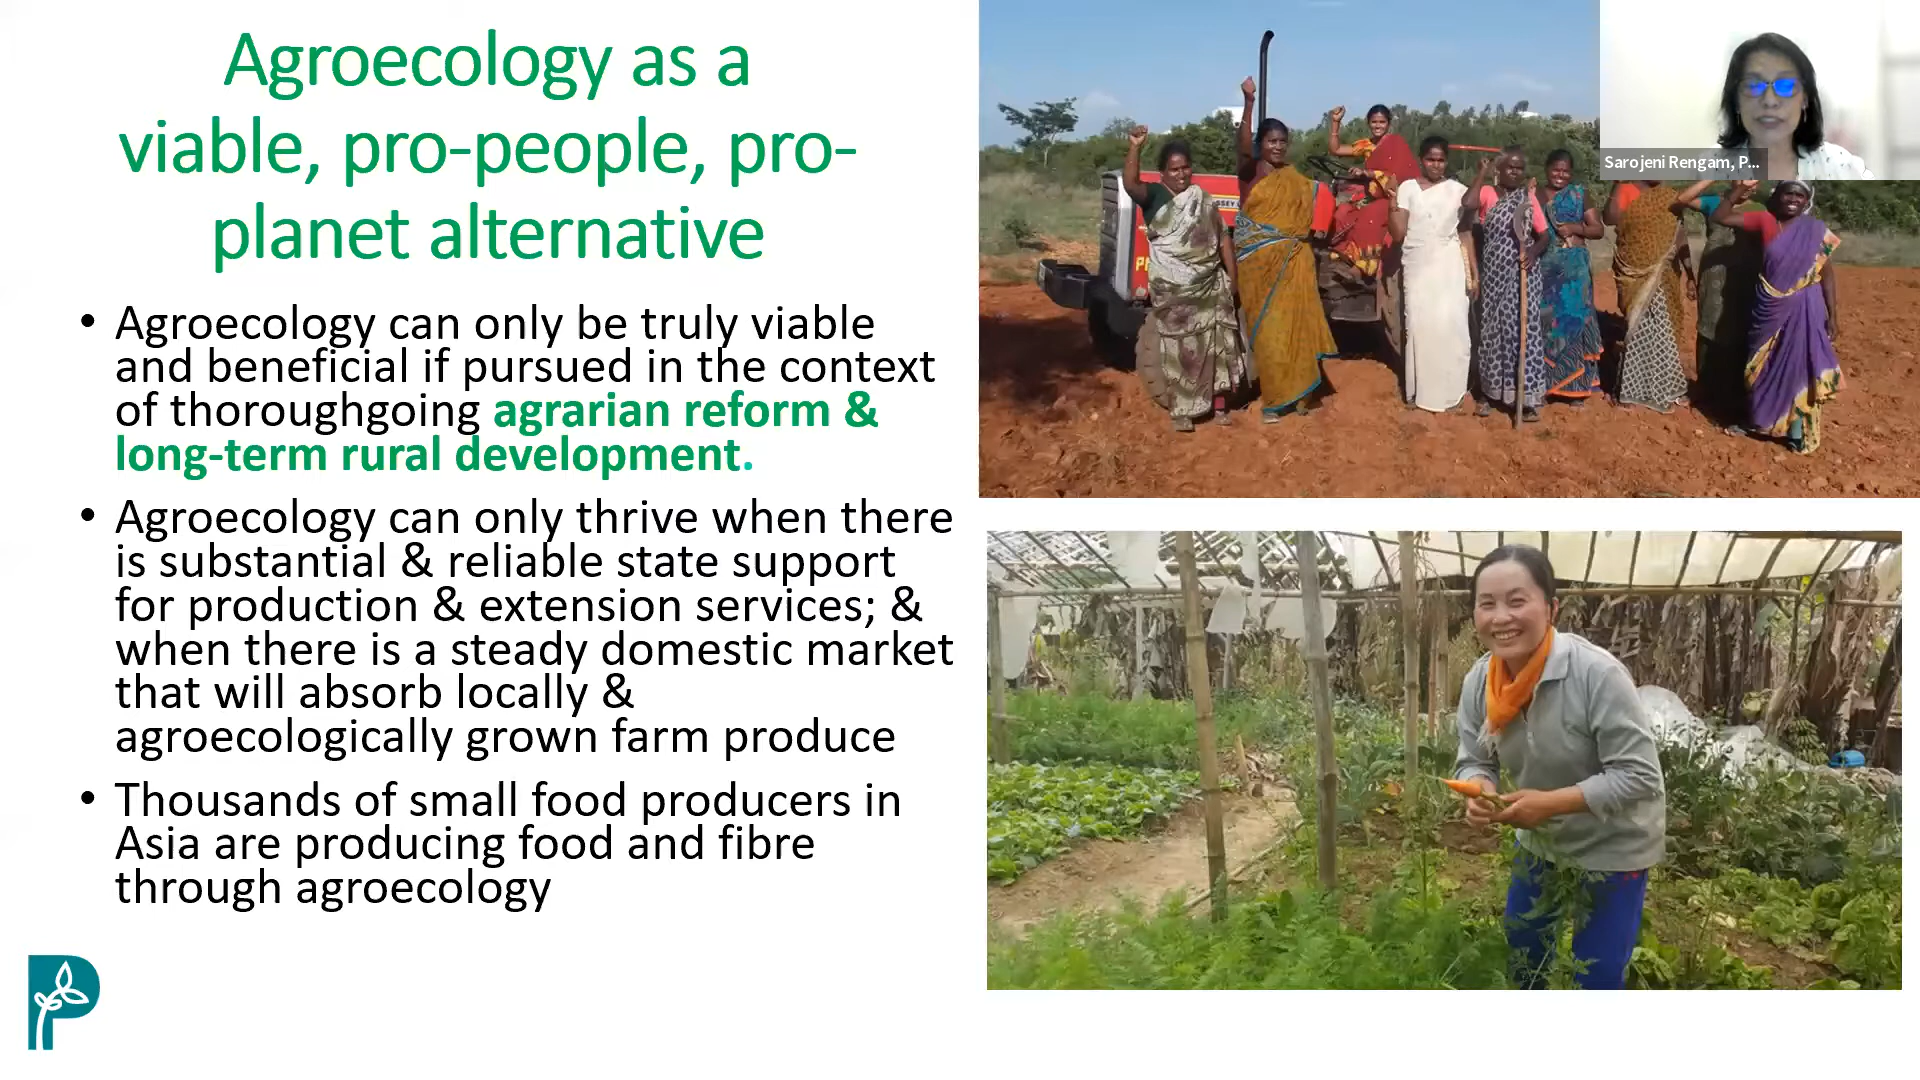 Agroecology as a
viable, pro-people, pro-
planet alternative
• Agroecology can only be truly viable
and beneficial if pursued in the context
of thoroughgoing agrarian reform &
long-term rural development.
• Agroecology can only thrive when there
is substantial & reliable state support
for production & extension services; &
when there is a steady domestic market
that will absorb locally &
agroecologically grown farm produce
• Thousands of small food producers in
Asia are producing food and fibre
through agroecology
Sarojeni Rengam, P...